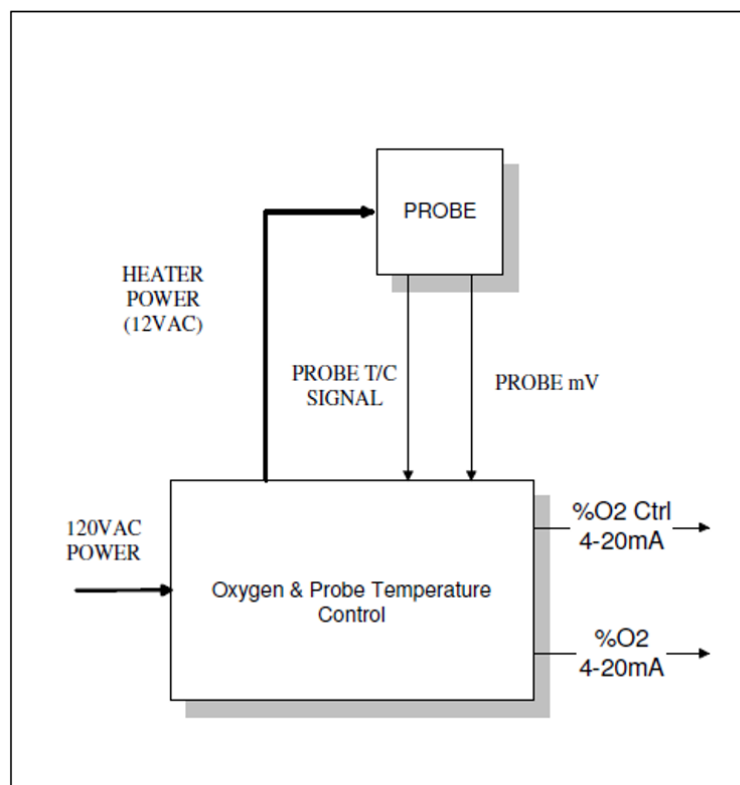 PROBE
HEATER
POWER
(12VAC)
PROBE T/C
SIGNAL
PROBE mV
120VAC
POWER
Oxygen & Probe Temperature
Control
%O2 Ctrl
4-20mA
%O2
4-20mA